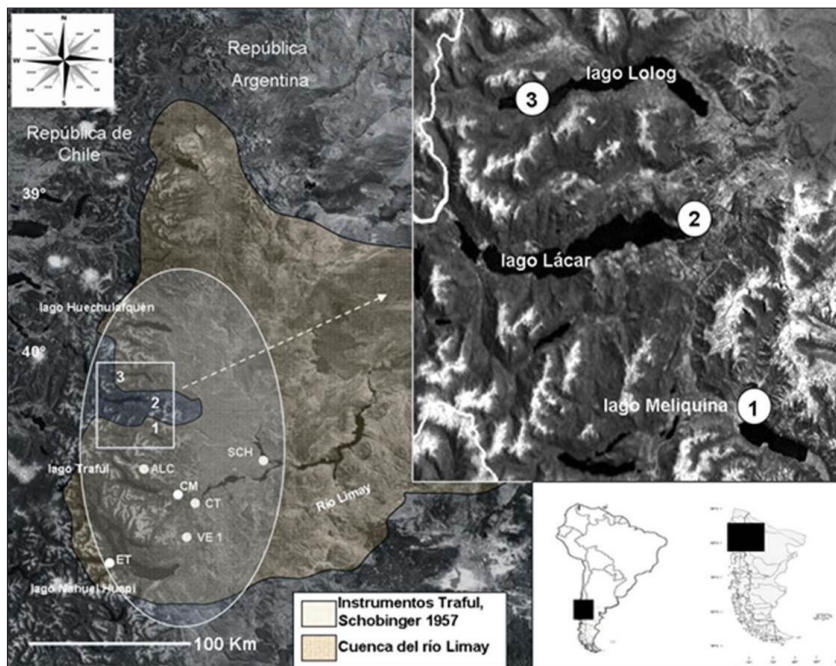 N
W
E
S
República
Argentina
República de
Chile
39°
lago Huechulafquén
40°
3
2
1
lago Traful
ALC
SCH
CM
CT
VE 1
Río Limay
ET
lago Nahuel Huapi
100 Km
Instrumentos Traful,
Schobinger 1957
Cuenca del río Limay
lago Lolog
3
2
lago Lácar
lago Meliquina
1